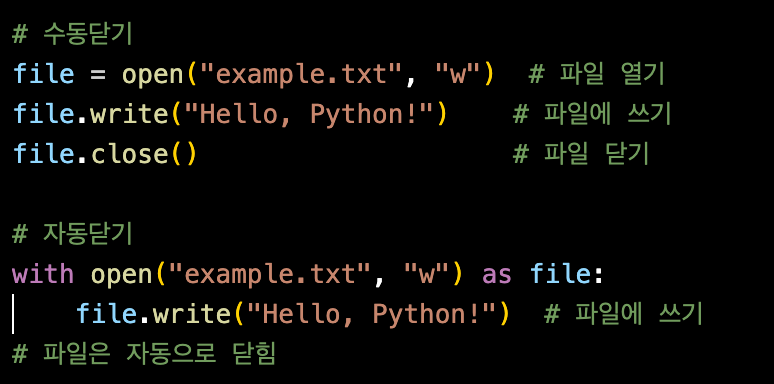 # 수동닫기
file = open("example.txt", "w")  # 파일 열기
file.write("Hello, Python!")    # 파일에 쓰기
file.close()                    # 파일 닫기

# 자동닫기
with open("example.txt", "w") as file:
    file.write("Hello, Python!")  # 파일에 쓰기
# 파일은 자동으로 닫힘